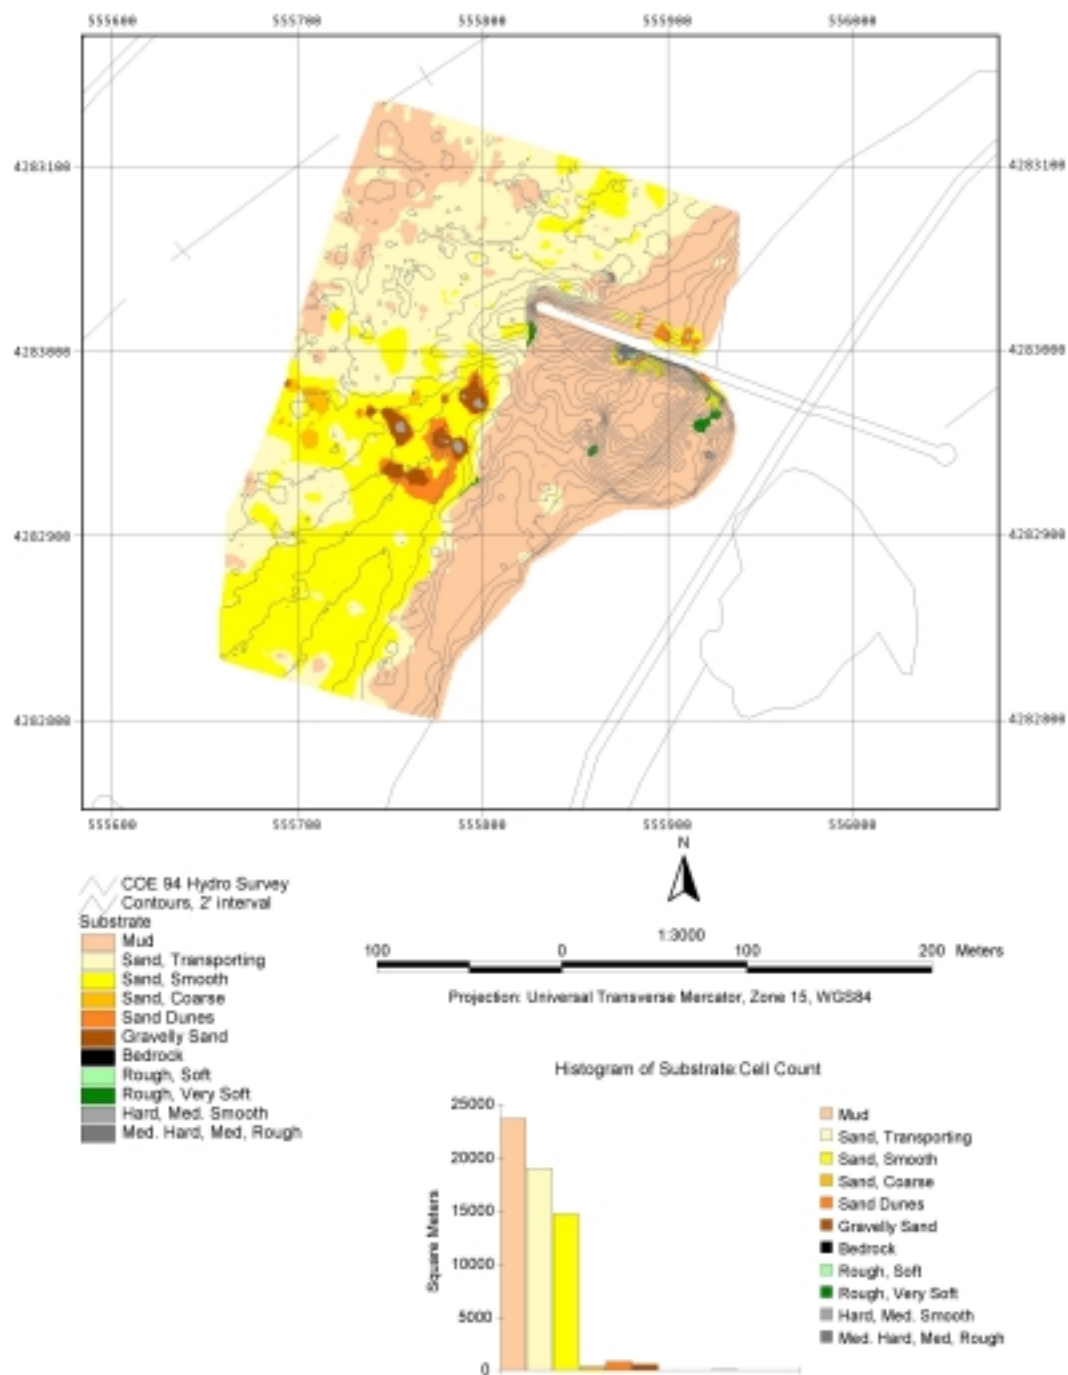 555600 555700 555800 555900 556000
4283100 4283100
4283000 4283000
4282900 4282900
4282800 4282800
555600 555700 555800 555900 556000
N
COE 94 Hydro Survey
Contours, 2' interval
Substrate
Mud
Sand, Transporting
Sand, Smooth
Sand, Coarse
Sand Dunes
Gravelly Sand
Bedrock
Rough, Soft
Rough, Very Soft
Hard, Med. Smooth
Med. Hard, Med, Rough
1:3000
100 0 100 200 Meters
Projection: Universal Transverse Mercator, Zone 15, WGS84
Histogram of Substrate:Cell Count
25000
20000
15000
10000
5000
0
Square Meters
Mud
Sand, Transporting
Sand, Smooth
Sand, Coarse
Sand Dunes
Gravelly Sand
Bedrock
Rough, Soft
Rough, Very Soft
Hard, Med. Smooth
Med. Hard, Med, Rough